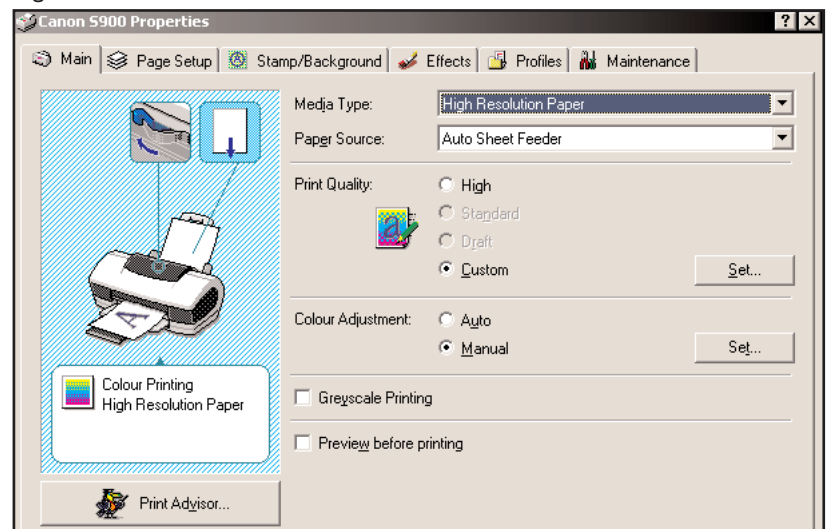 Canon S900 Properties
Main Page Setup Stamp/Background Effects Profiles Maintenance
Media Type: High Resolution Paper
Paper Source: Auto Sheet Feeder
Print Quality: High
Standard
Draft
Custom Set...
Colour Adjustment: Auto
Manual Set...
Colour Printing
High Resolution Paper
Greyscale Printing
Preview before printing
Print Advisor...